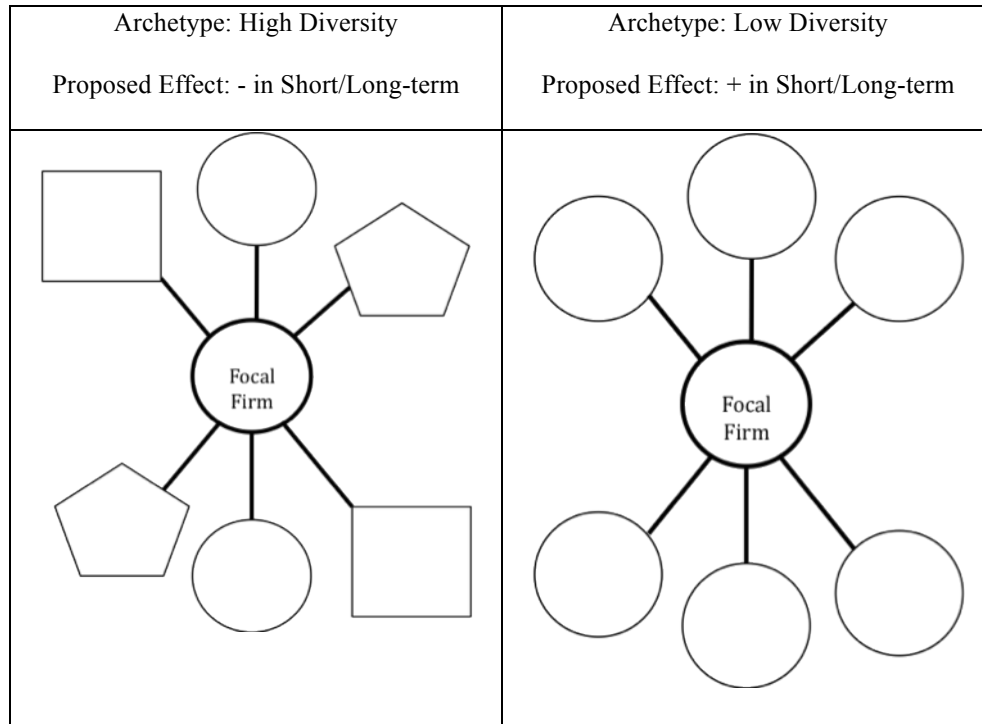 Archetype: High Diversity
Proposed Effect: - in Short/Long-term
Archetype: Low Diversity
Proposed Effect: + in Short/Long-term
Focal
Firm
Focal
Firm